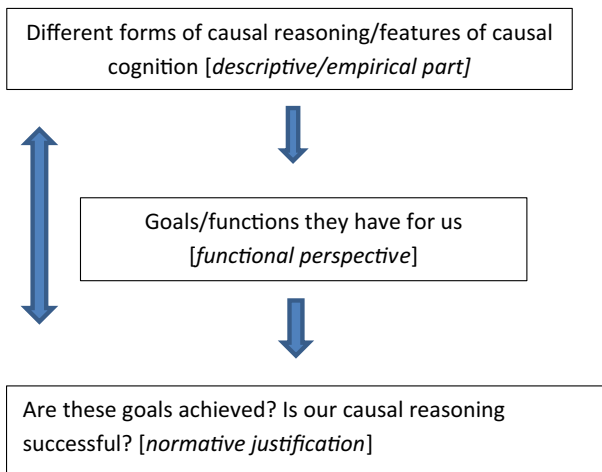 Different forms of causal reasoning/features of causal
cognition [descriptive/empirical part]
Goals/functions they have for us
[functional perspective]
Are these goals achieved? Is our causal reasoning
successful? [normative justification]